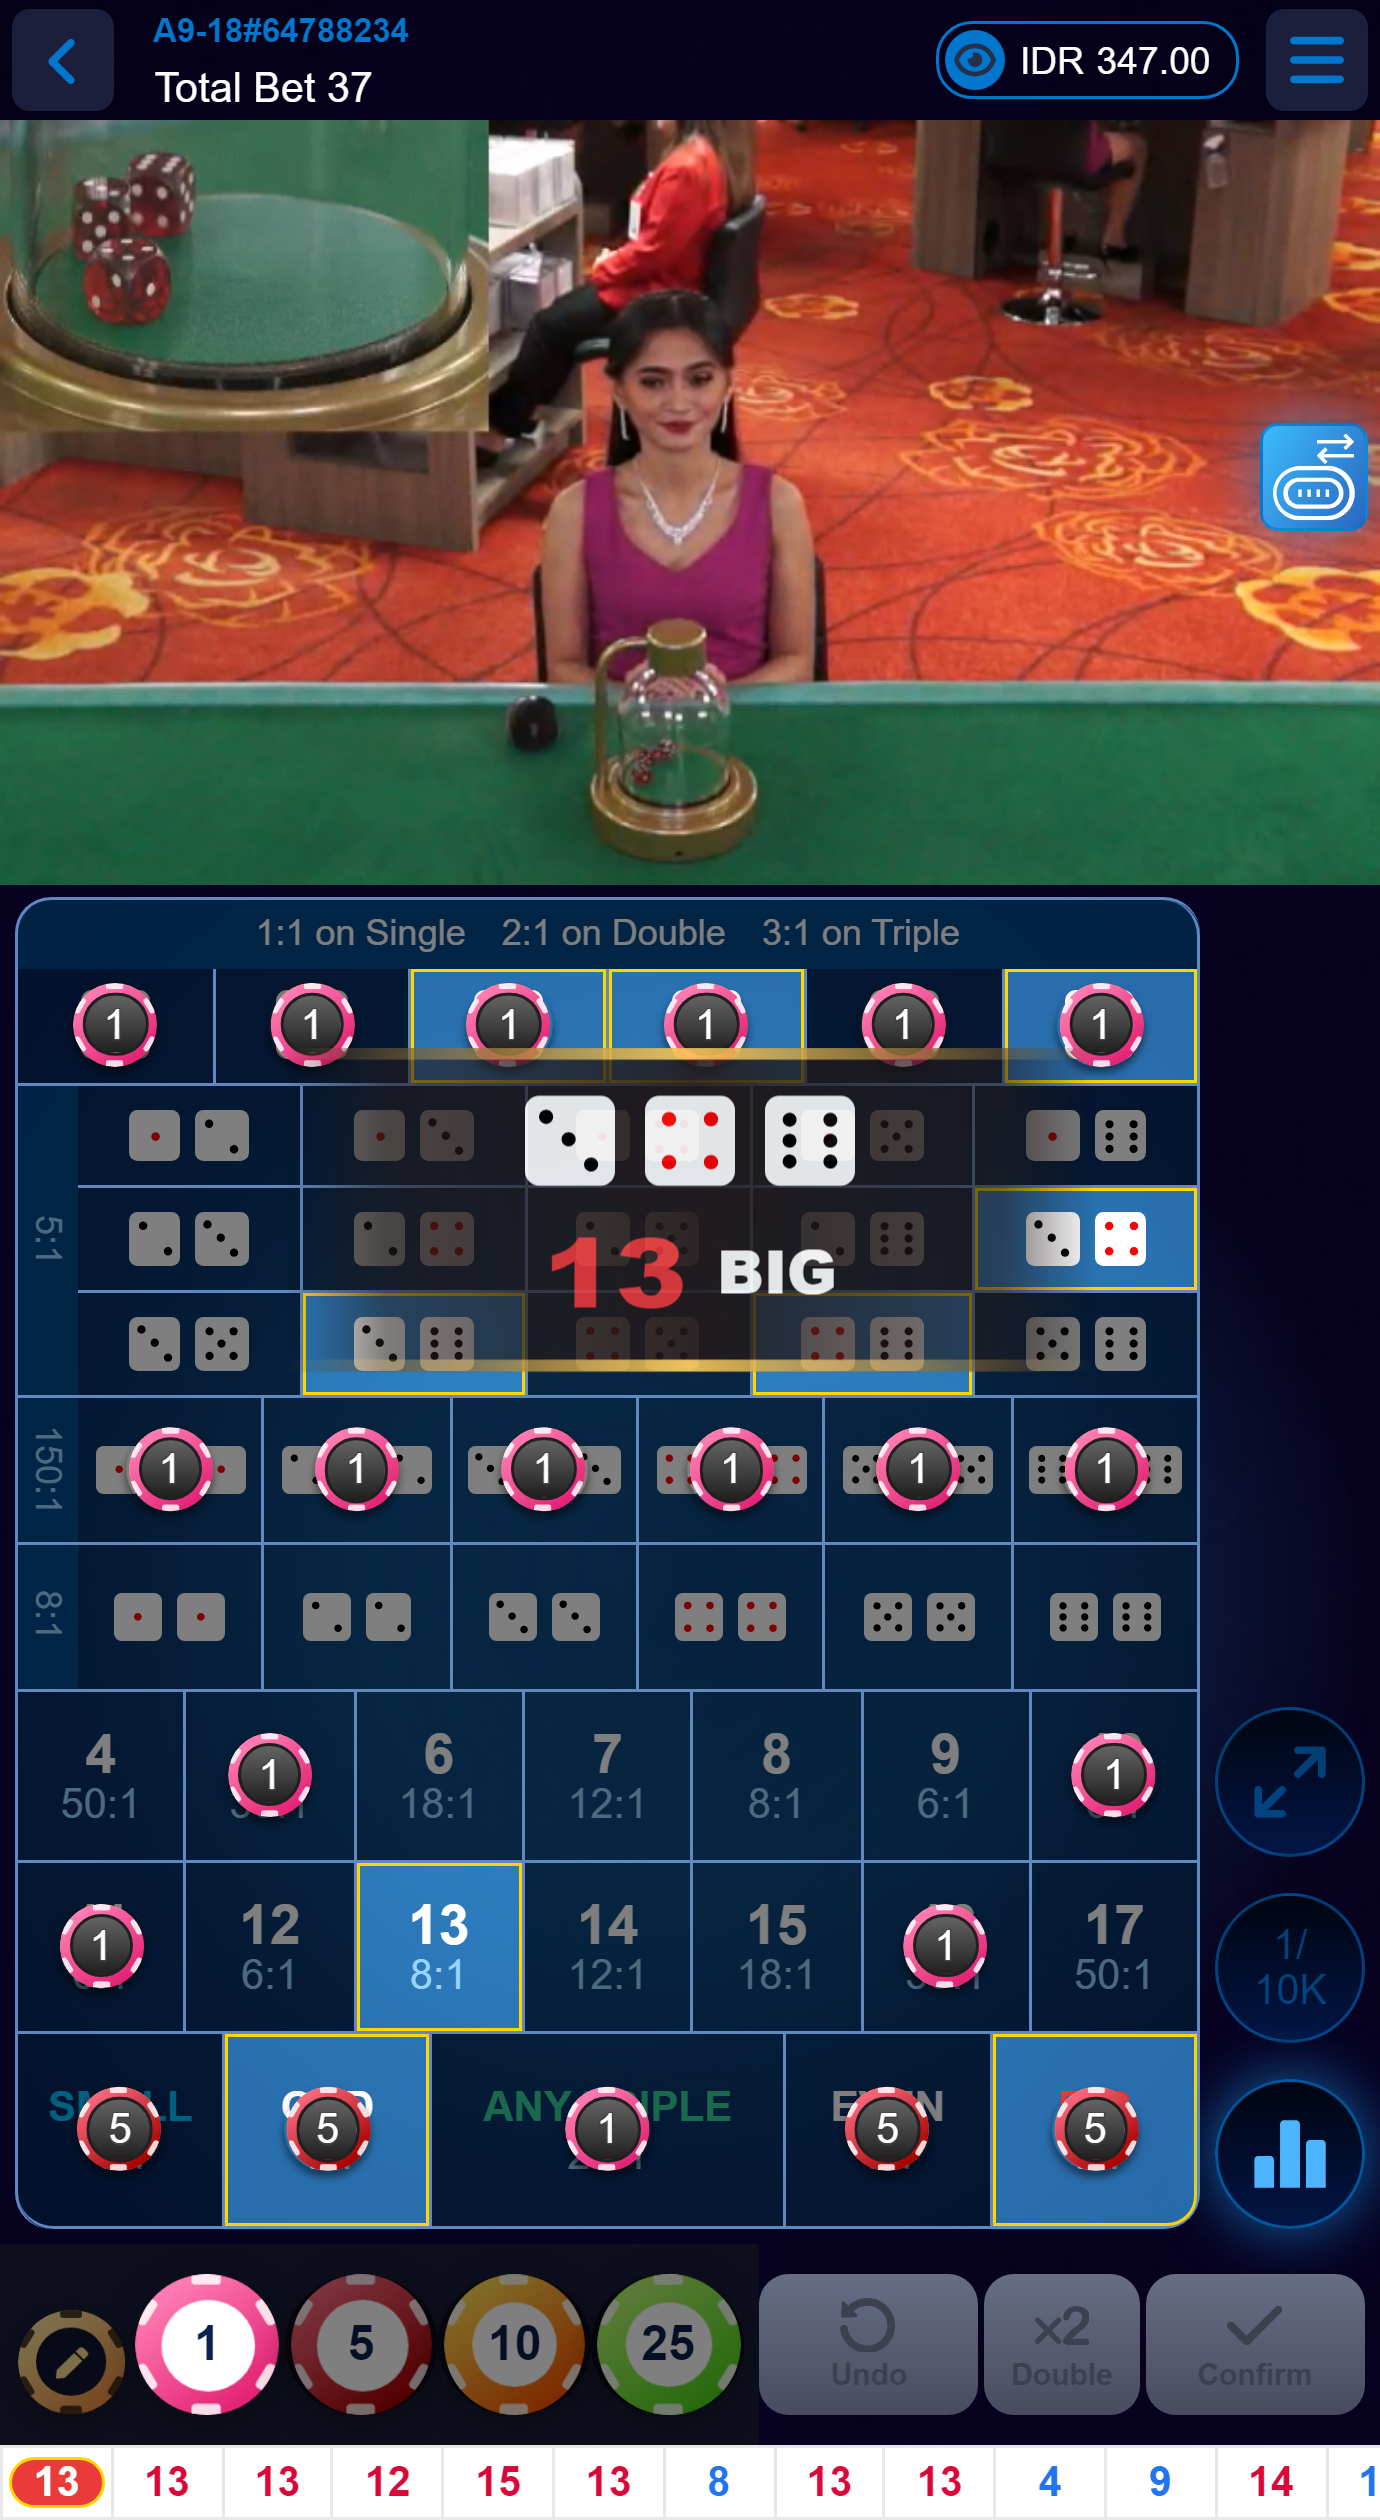 A9-18#64788234
Total Bet 37
IDR 347.00
1:1 on Single 2:1 on Double 3:1 on Triple
1 1 1 1 1 1
5:1
13 BIG
150:1
1 1 1 1 1 1
8:1
4 1 6 7 8 9 1
50:1 18:1 12:1 8:1 6:1
1 12 13 14 15 1 17
6:1 8:1 12:1 18:1 50:1
1/
10K
5 5 1 5 5
1 5 10 25
Undo
x2
Double
Confirm
13 13 13 12 15 13 8 13 13 4 9 14